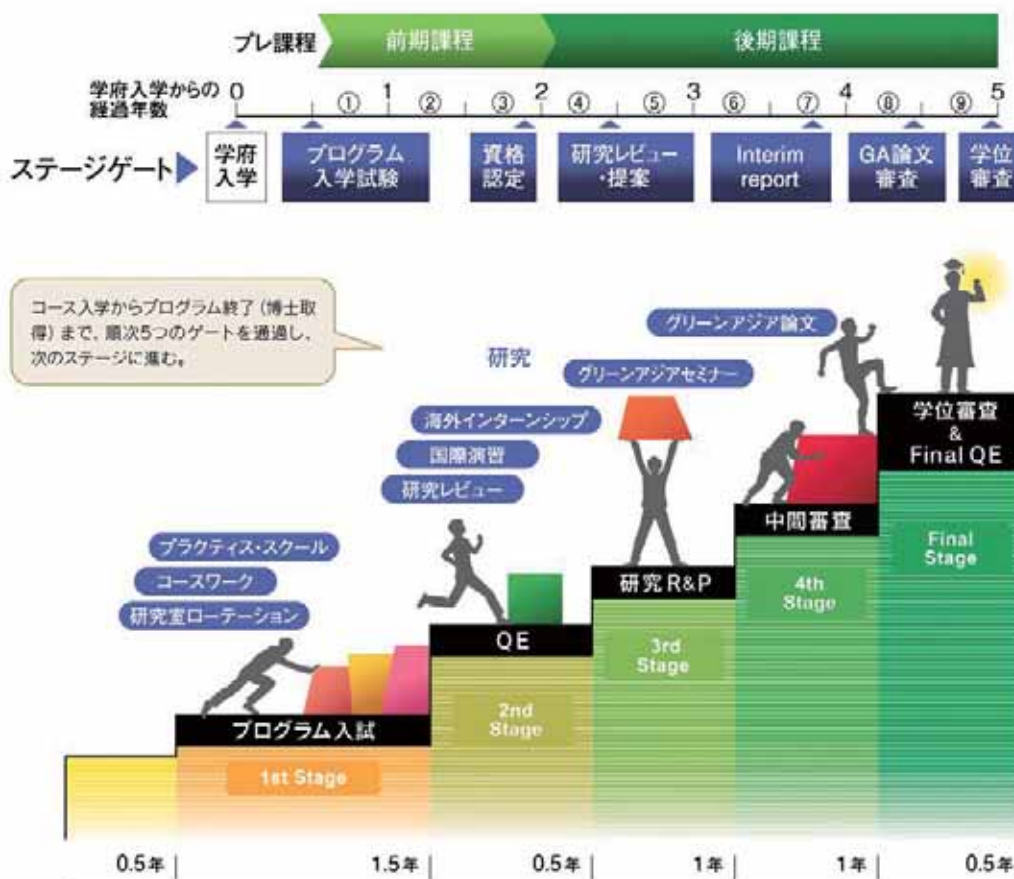 プレ課程
前期課程
後期課程
学府入学からの
経過年数
0 1 2 3 4 5
① ② ③ ④ ⑤ ⑥ ⑦ ⑧ ⑨
ステージゲート
学府
入学
プログラム
入学試験
資格
認定
研究レビュー
・提案
Interim
report
GA論文
審査
学位
審査
コース入学からプログラム終了（博士取
得）まで、順次5つのゲートを通過し、
次のステージに進む。
研究
グリーンアジア論文
グリーンアジアセミナー
海外インターンシップ
国際演習
研究レビュー
プラクティス・スクール
コースワーク
研究室ローテーション
プログラム入試
1st Stage
QE
2nd
Stage
研究 R&P
3rd
Stage
中間審査
4th
Stage
学位審査
&
Final QE
Final
Stage
0.5年
1.5年
0.5年
1年
1年
0.5年